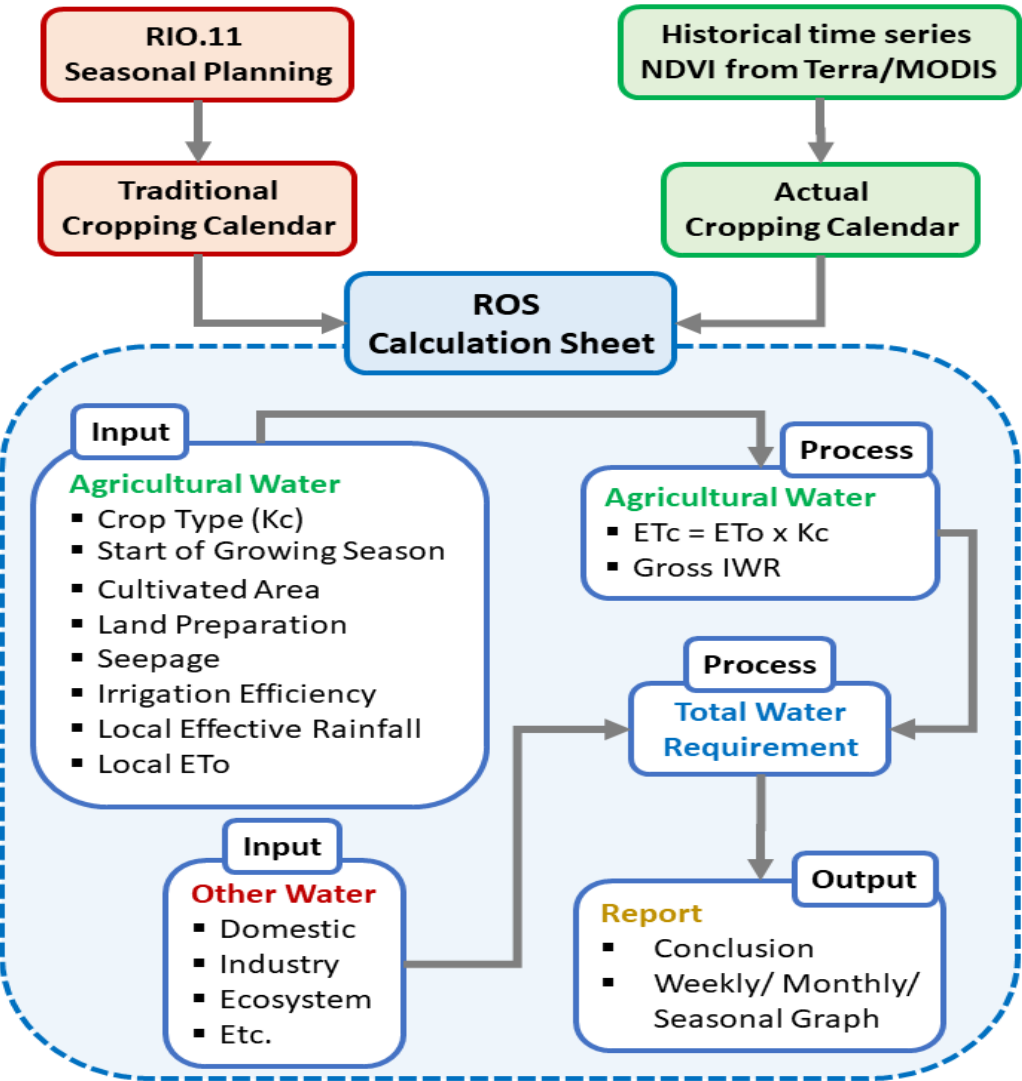 RIO.11
Seasonal Planning
Historical time series
NDVI from Terra/MODIS
Traditional
Cropping Calendar
Actual
Cropping Calendar
ROS
Calculation Sheet
Input
Agricultural Water
▪ Crop Type (Kc)
▪ Start of Growing Season
▪ Cultivated Area
▪ Land Preparation
▪ Seepage
▪ Irrigation Efficiency
▪ Local Effective Rainfall
▪ Local ETo
Process
Agricultural Water
▪ ETc = ETo x Kc
▪ Gross IWR
Process
Total Water
Requirement
Input
Other Water
▪ Domestic
▪ Industry
▪ Ecosystem
▪ Etc.
Output
Report
▪ Conclusion
▪ Weekly/ Monthly/
Seasonal Graph